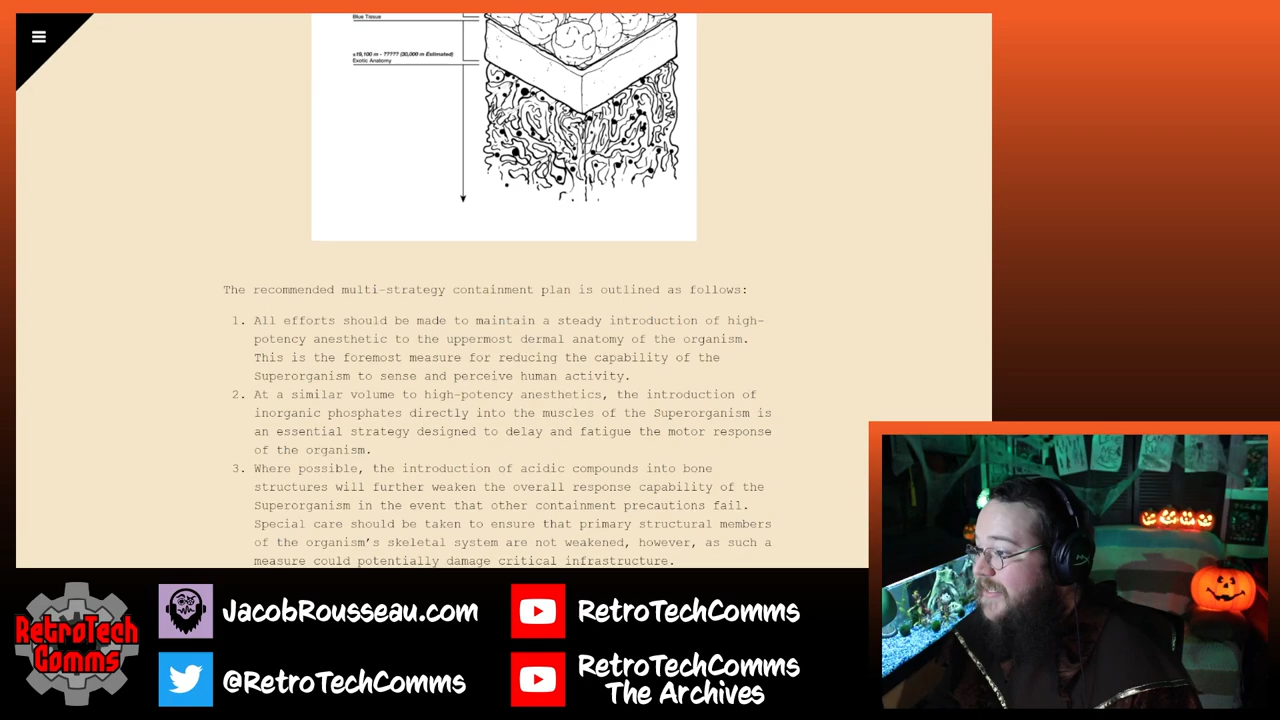 Blue Tissue
≤19,100 m - ????? (30,000 m Estimated)
Exotic Anatomy
The recommended multi-strategy containment plan is outlined as follows:
1. All efforts should be made to maintain a steady introduction of high-
potency anesthetic to the uppermost dermal anatomy of the organism.
This is the foremost measure for reducing the capability of the
Superorganism to sense and perceive human activity.
2. At a similar volume to high-potency anesthetics, the introduction of
inorganic phosphates directly into the muscles of the Superorganism is
an essential strategy designed to delay and fatigue the motor response
of the organism.
3. Where possible, the introduction of acidic compounds into bone
structures will further weaken the overall response capability of the
Superorganism in the event that other containment precautions fail.
Special care should be taken to ensure that primary structural members
of the organism’s skeletal system are not weakened, however, as such a
measure could potentially damage critical infrastructure.
RetroTech
Comms
JacobRousseau.com
@RetroTechComms
RetroTechComms
RetroTechComms
The Archives